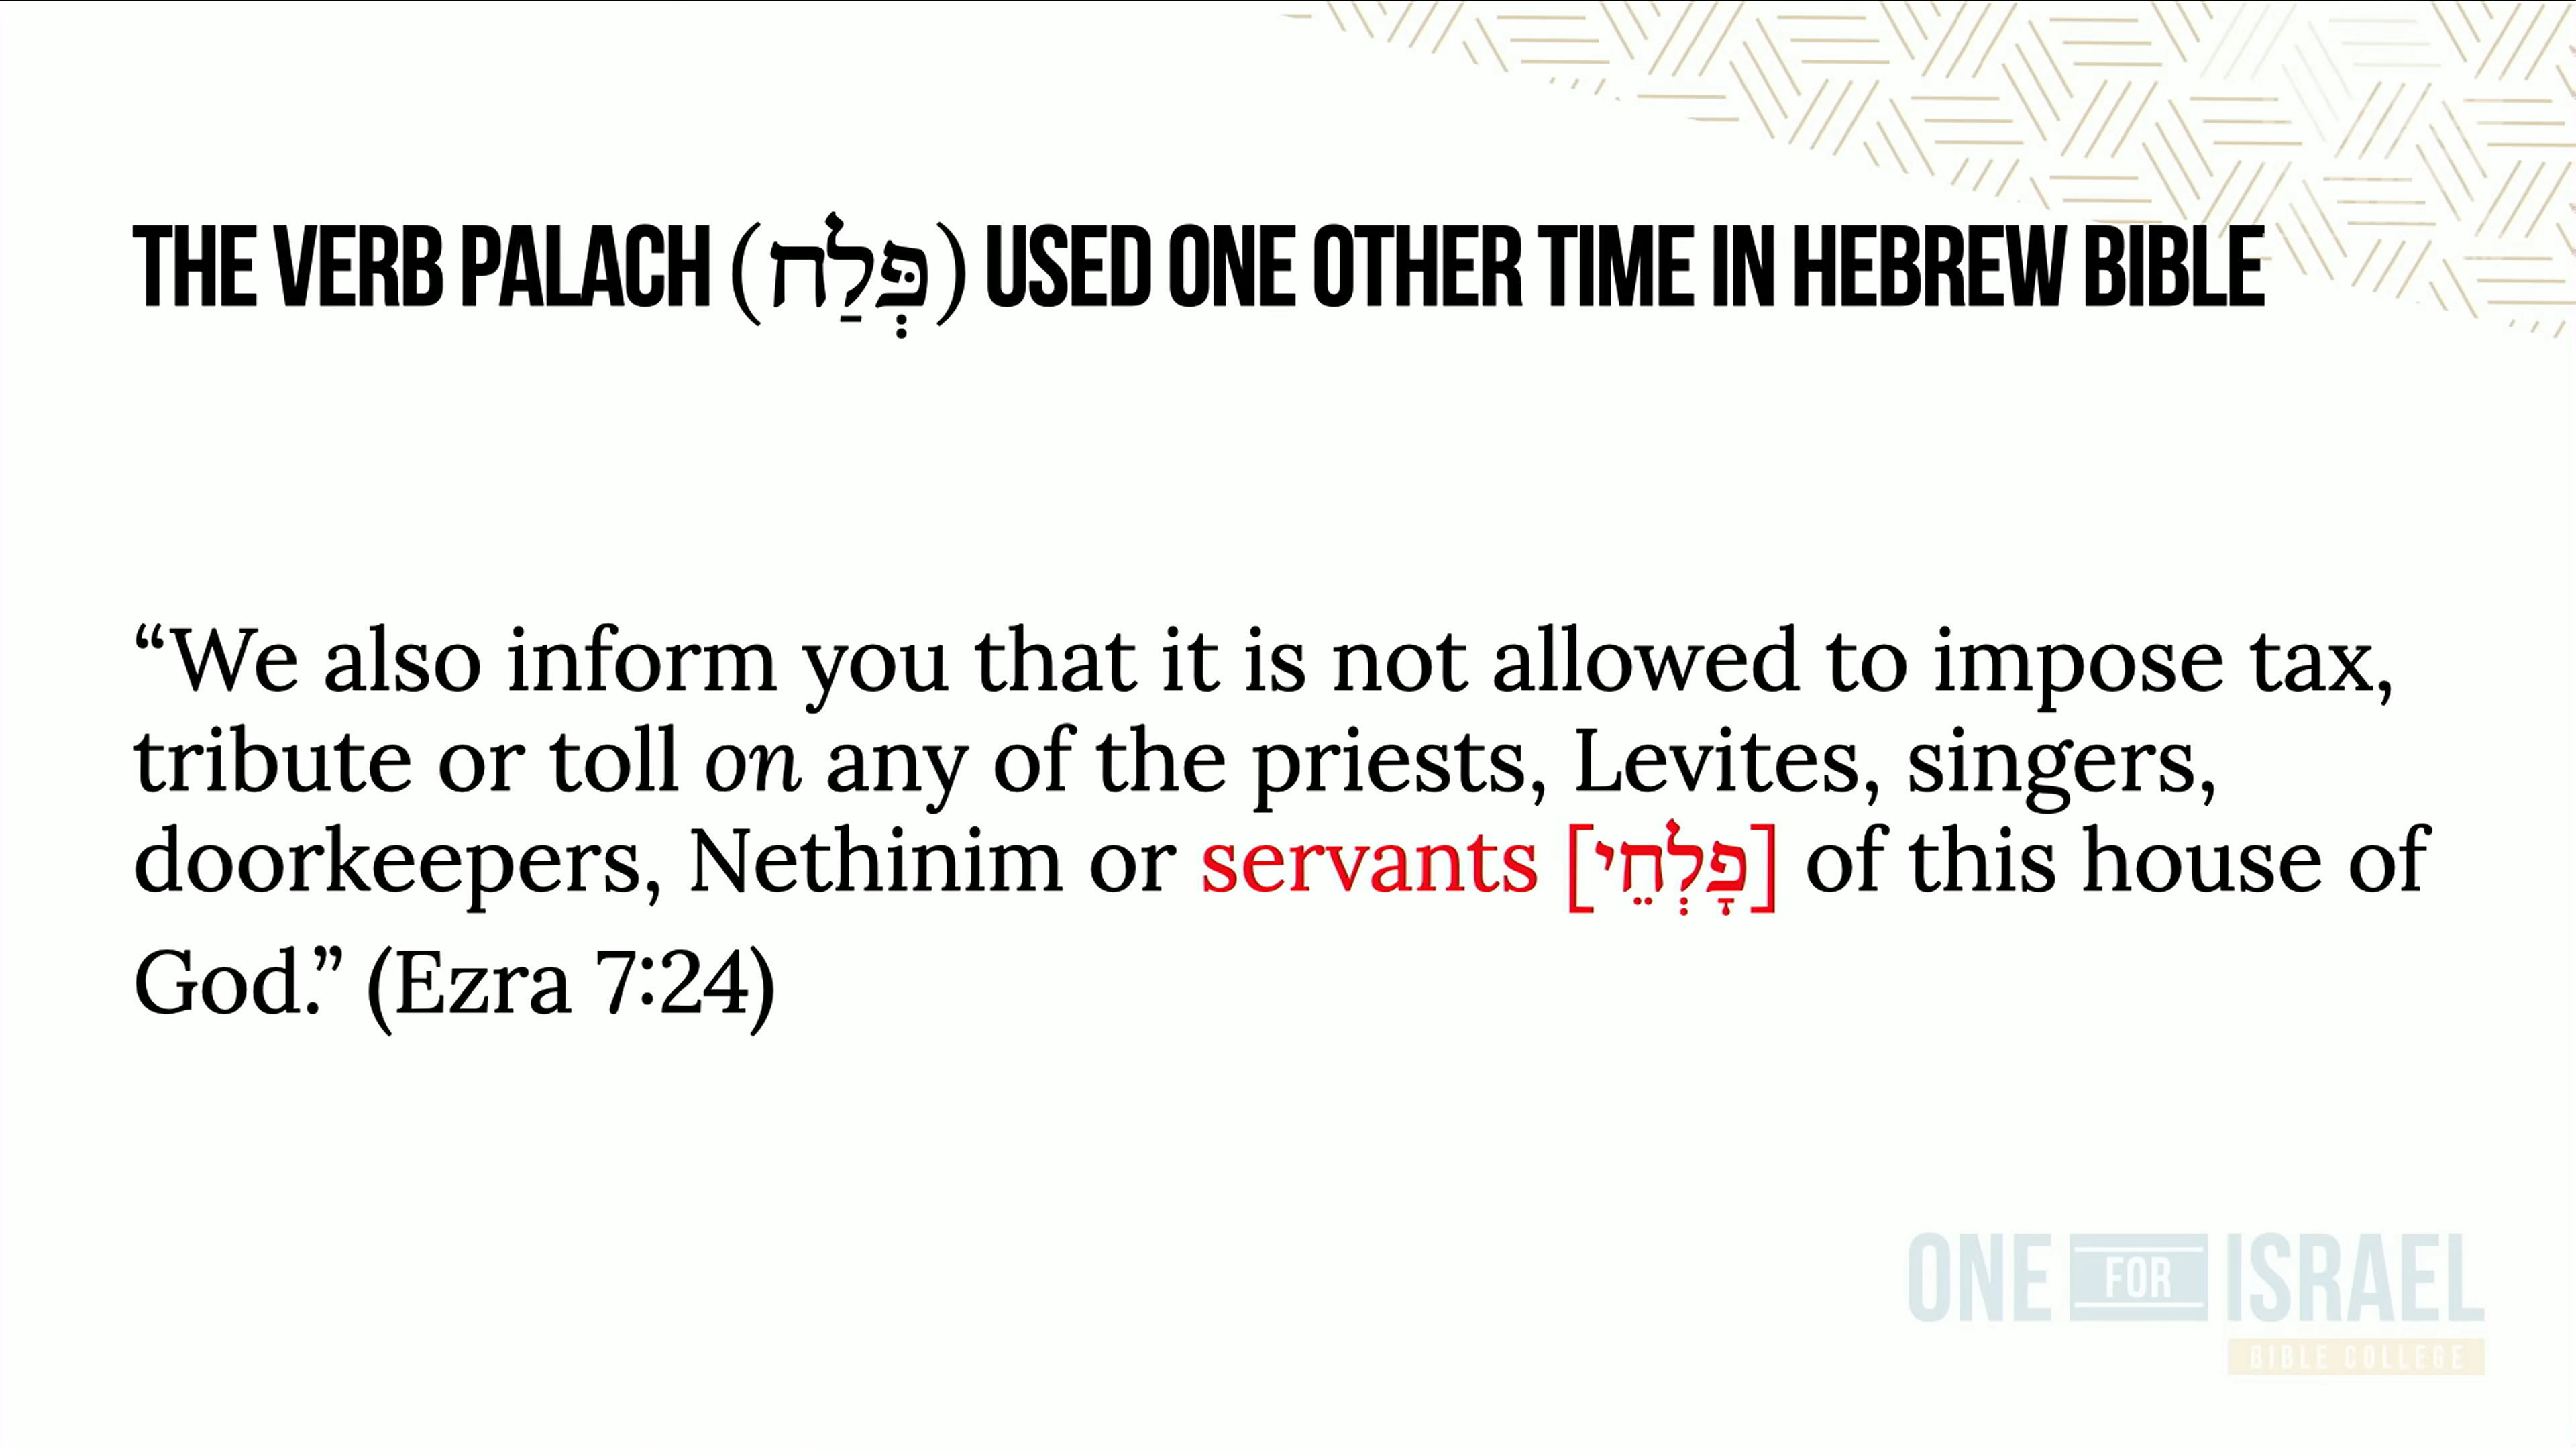 THE VERB PALACH (פְּלַח) USED ONE OTHER TIME IN HEBREW BIBLE
“We also inform you that it is not allowed to impose tax,
tribute or toll on any of the priests, Levites, singers,
doorkeepers, Nethinim or servants [פָּלְחֵי] of this house of
God.” (Ezra 7:24)
ONE FOR ISRAEL
BIBLE COLLEGE